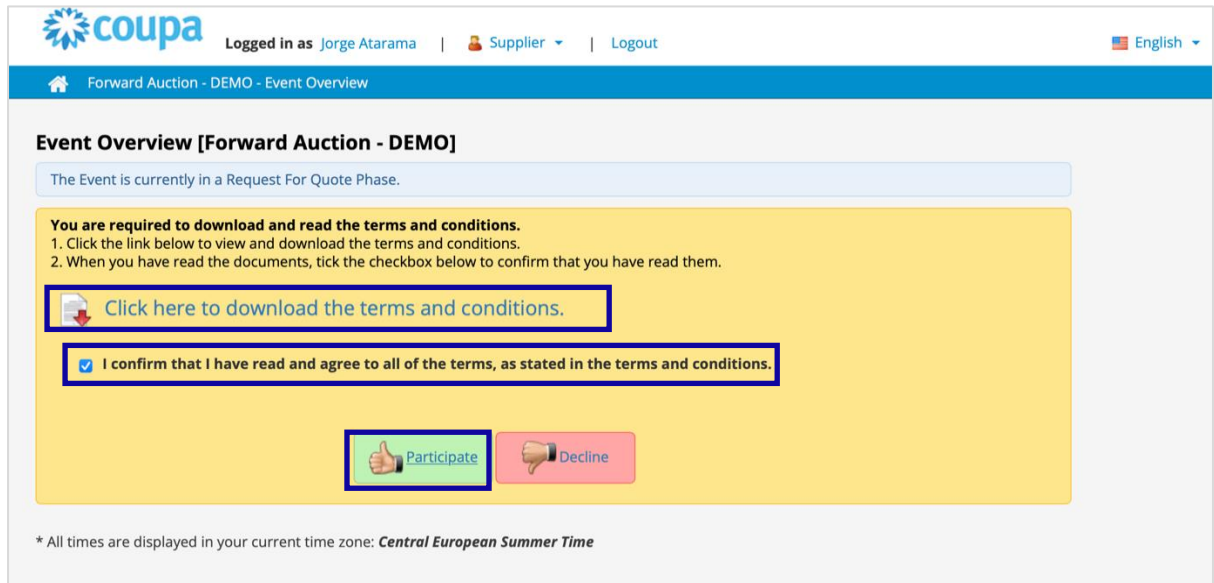 coupa
Logged in as Jorge Atarama | Supplier | Logout
English
Forward Auction - DEMO - Event Overview
Event Overview [Forward Auction - DEMO]
The Event is currently in a Request For Quote Phase.
You are required to download and read the terms and conditions.
1. Click the link below to view and download the terms and conditions.
2. When you have read the documents, tick the checkbox below to confirm that you have read them.
Click here to download the terms and conditions.
I confirm that I have read and agree to all of the terms, as stated in the terms and conditions.
Participate
Decline
* All times are displayed in your current time zone: Central European Summer Time